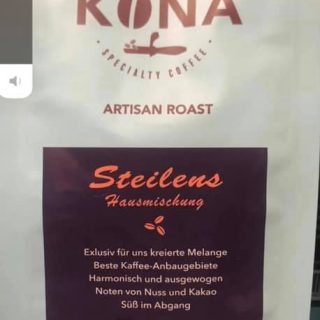 KONA
· SPECIALTY COFFEE ·
ARTISAN ROAST
Steilens
Hausmischung
Exlusiv für uns kreierte Melange
Beste Kaffee-Anbaugebiete
Harmonisch und ausgewogen
Noten von Nuss und Kakao
Süß im Abgang